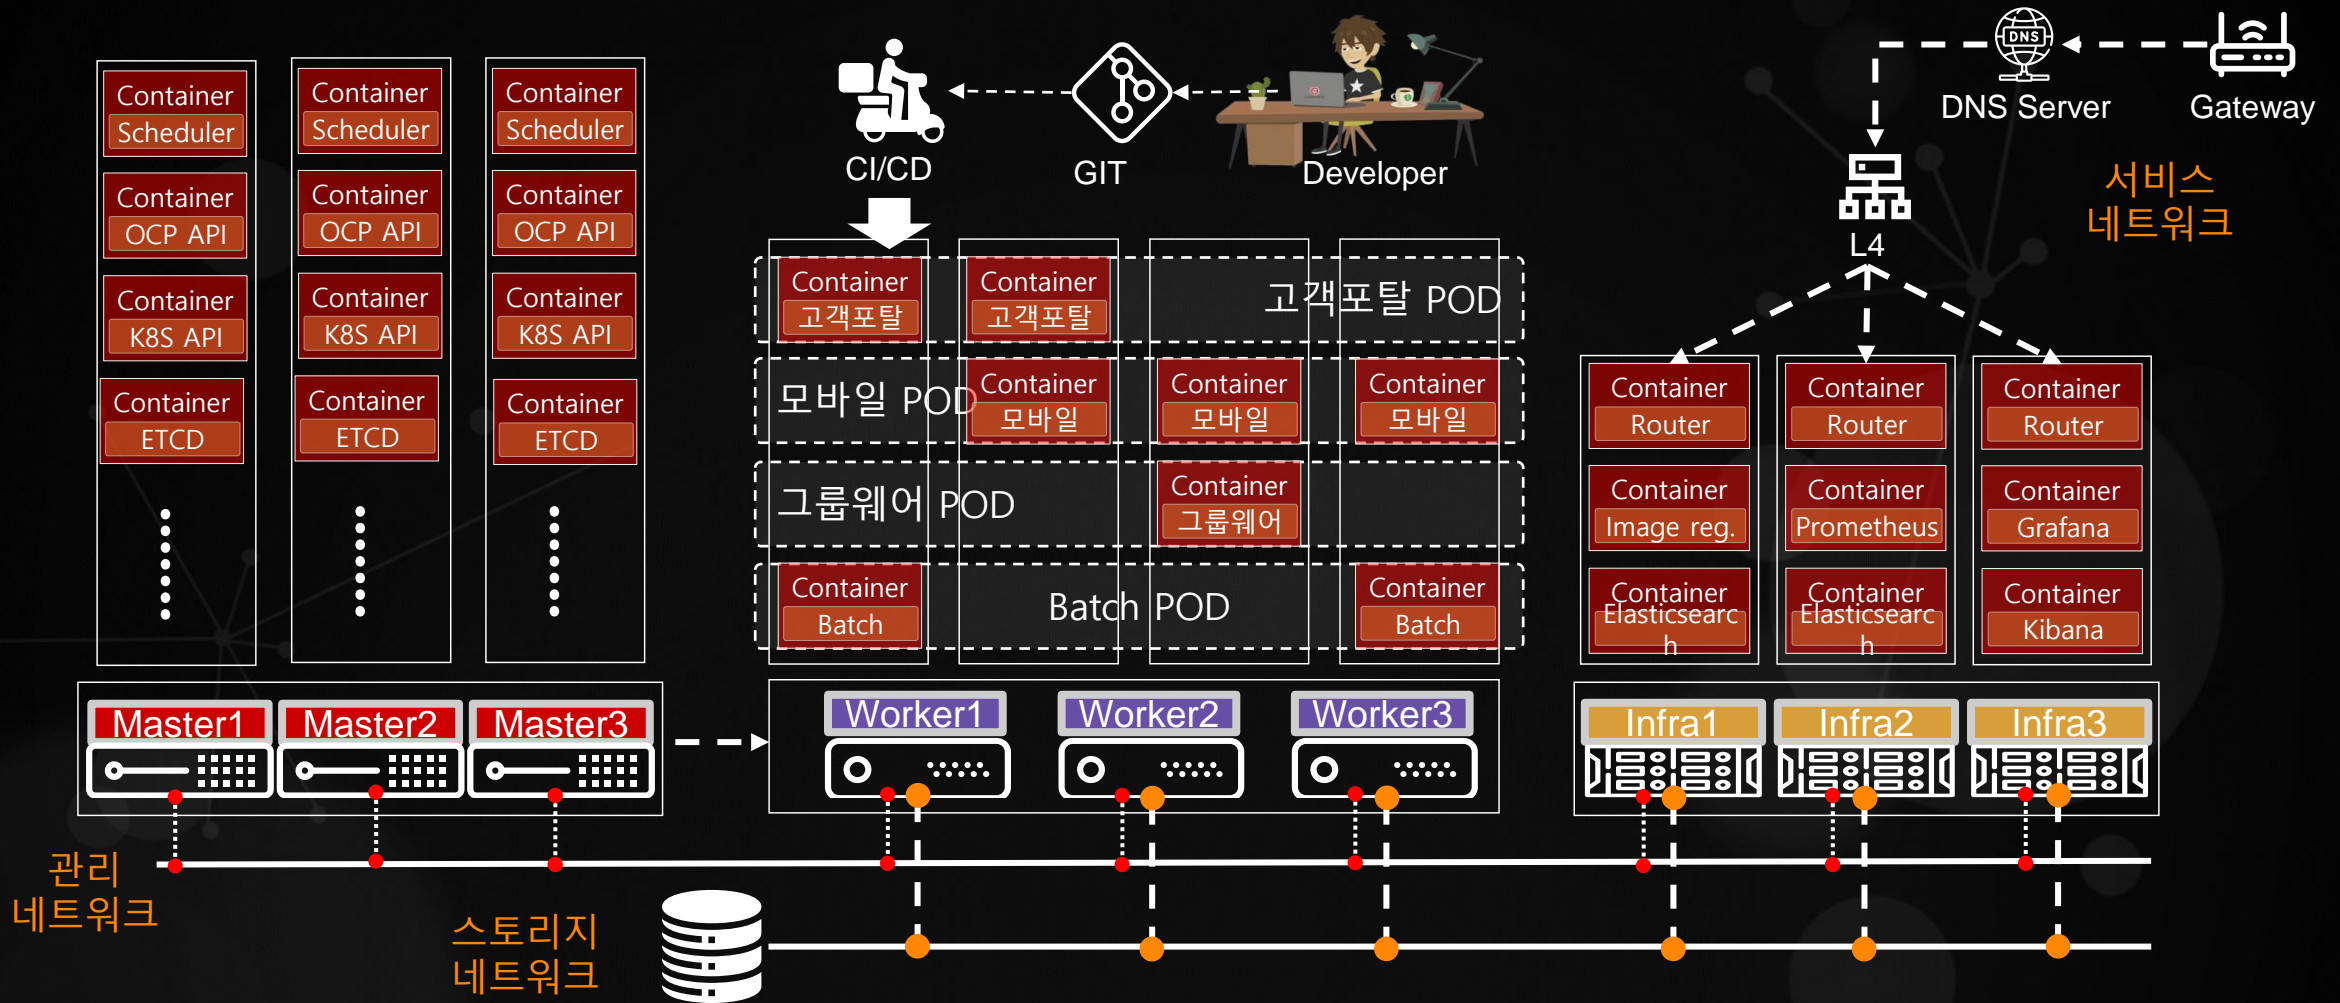 Container
Scheduler
Container
OCP API
Container
K8S API
Container
ETCD
Container
Scheduler
Container
OCP API
Container
K8S API
Container
ETCD
Container
Scheduler
Container
OCP API
Container
K8S API
Container
ETCD
Master1
Master2
Master3
CI/CD
GIT
Developer
Container
고객포탈
Container
고객포탈
고객포탈 POD
모바일 POD
Container
모바일
Container
모바일
Container
모바일
그룹웨어 POD
Container
그룹웨어
Container
Batch
Batch POD
Container
Batch
Worker1
Worker2
Worker3
DNS
DNS Server
Gateway
서비스
네트워크
L4
Container
Router
Container
Image reg.
Container
Elasticsearc
h
Container
Router
Container
Prometheus
Container
Elasticsearc
h
Container
Router
Container
Grafana
Container
Kibana
Infra1
Infra2
Infra3
관리
네트워크
스토리지
네트워크